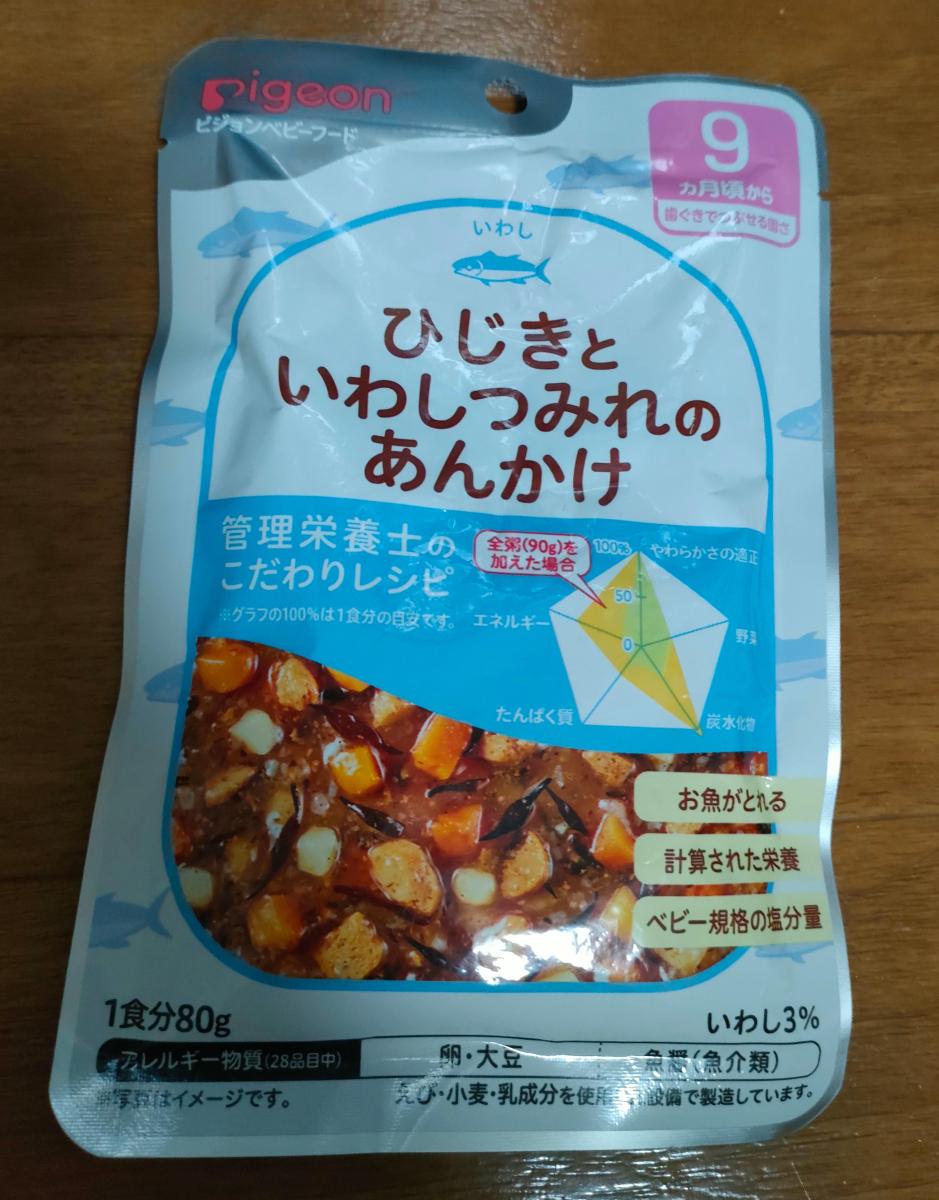 Pigeon
ピジョンベビーフード
9
ヵ月頃から
歯ぐきでつぶせる固さ
いわし
ひじきと
いわしつみれの
あんかけ
管理栄養士の
こだわりレシピ
※グラフの100%は1食分の目安です。
全粥(90g)を
加えた場合
100%
50
0
やわらかさの適正
野菜
炭水化物
たんぱく質
エネルギー
お魚がとれる
計算された栄養
ベビー規格の塩分量
1食分80g
いわし3%
アレルギー物質(28品目中)
卵・大豆
魚醤(魚介類)
※写真はイメージです。
えび・小麦・乳成分を使用 設備で製造しています。